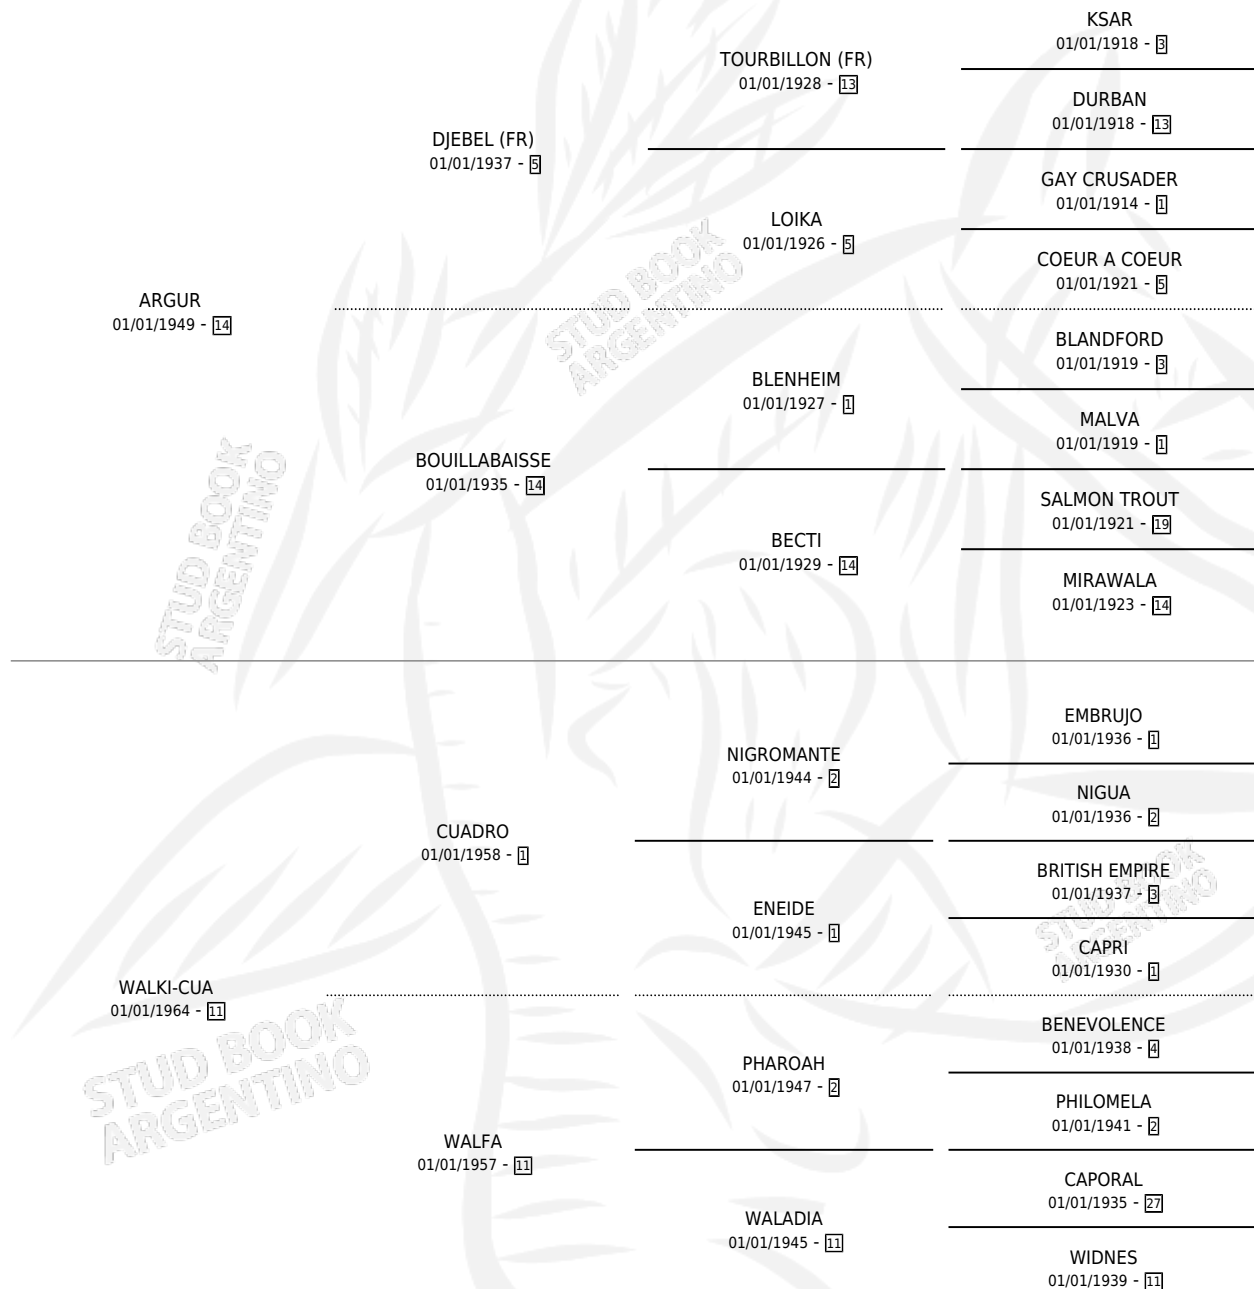 KSAR
01/01/1918 - 3
TOURBILLON (FR)
01/01/1928 - 13
DURBAN
01/01/1918 - 13
DJEBEL (FR)
01/01/1937 - 5
GAY CRUSADER
01/01/1914 - 1
LOIKA
01/01/1926 - 5
COEUR A COEUR
01/01/1921 - 5
ARGUR
01/01/1949 - 14
BLANDFORD
01/01/1919 - 3
BLENHEIM
01/01/1927 - 1
MALVA
01/01/1919 - 1
BOUILLABAISSE
01/01/1935 - 14
SALMON TROUT
01/01/1921 - 19
BECTI
01/01/1929 - 14
MIRAWALA
01/01/1923 - 14
EMBRUJO
01/01/1936 - 1
NIGROMANTE
01/01/1944 - 2
NIGUA
01/01/1936 - 2
CUADRO
01/01/1958 - 1
BRITISH EMPIRE
01/01/1937 - 3
ENEIDE
01/01/1945 - 1
CAPRI
01/01/1930 - 1
WALKI-CUA
01/01/1964 - 11
BENEVOLENCE
01/01/1938 - 4
PHAROAH
01/01/1947 - 2
PHILOMELA
01/01/1941 - 2
WALFA
01/01/1957 - 11
CAPORAL
01/01/1935 - 27
WALADIA
01/01/1945 - 11
WIDNES
01/01/1939 - 11
STUD BOOK
ARGENTINO
STUD BOOK
ARGENTINO
STUD BOOK
ARGENTINO
STUD BOOK
ARGENTINO